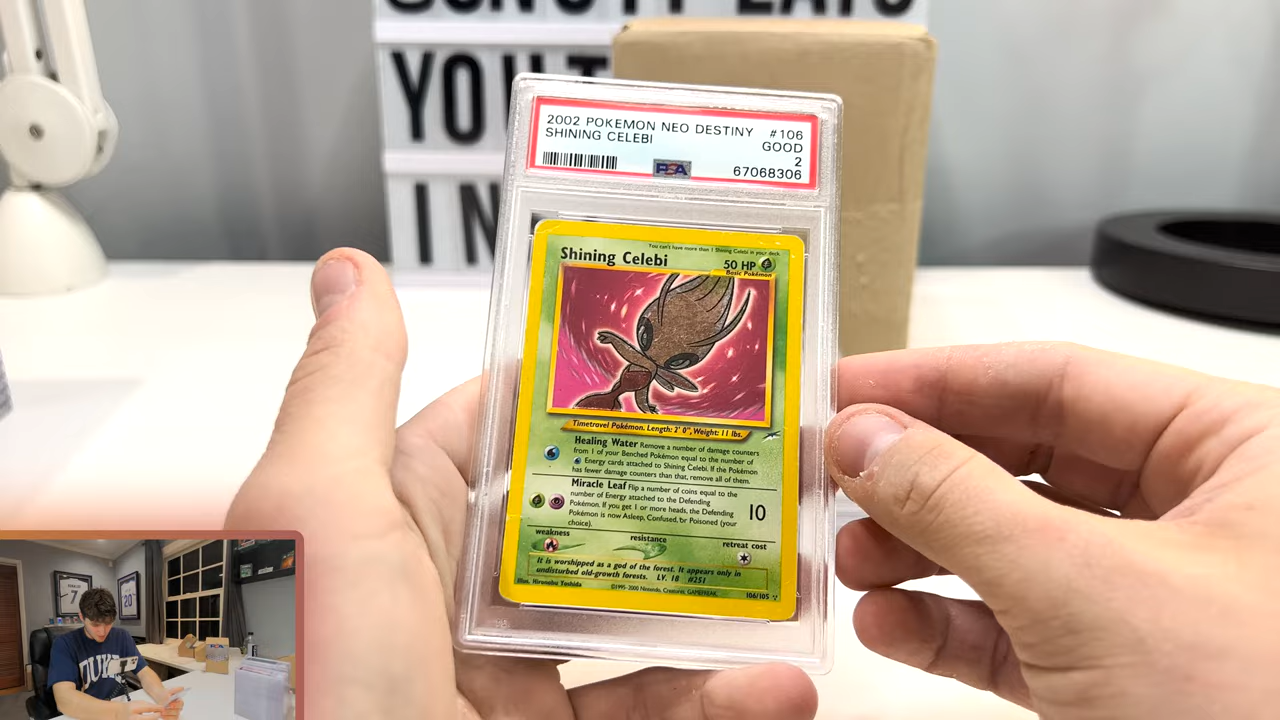 YOUT
IN
2002 POKEMON NEO DESTINY #106
SHINING CELEBI GOOD
2
PSA 67068306
You can't have more than 1 Shining Celebi in your deck.
Shining Celebi 50 HP
Basic Pokémon
Timetravel Pokémon. Length: 2' 0", Weight: 11 lbs.
Healing Water Remove a number of damage counters
from 1 of your Benched Pokémon equal to the number of
Energy cards attached to Shining Celebi. If the Pokémon
has fewer damage counters than that, remove all of them.
Miracle Leaf Flip a number of coins equal to the
number of Energy attached to the Defending
Pokémon. If you get 1 or more heads, the Defending
Pokémon is now Asleep, Confused, or Poisoned (your
choice).
10
weakness resistance retreat cost
It is worshipped as a god of the forest. It appears only in
undisturbed old-growth forests. LV. 18 #251
Illus. Hironobu Yoshida ©1995-2000 Nintendo, Creatures, GAMEFREAK. 106/105
7
20
DUKE